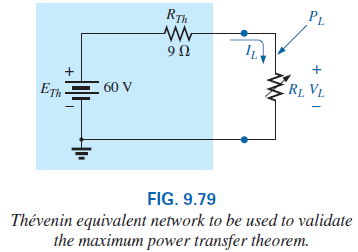 R_Th
9 Ω
P_L
I_L
+
E_Th
60 V
–
+
R_L V_L
–
FIG. 9.79
Thévenin equivalent network to be used to validate
the maximum power transfer theorem.